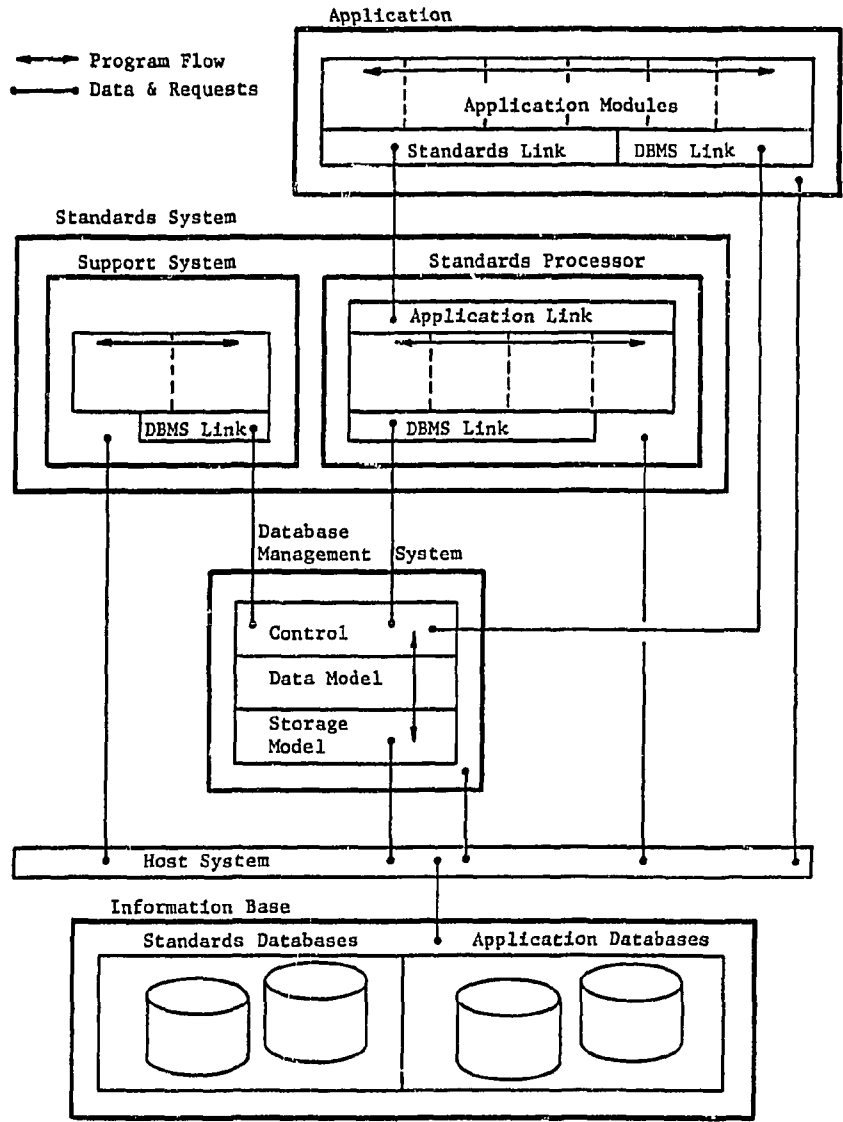 Application
Program Flow
Data & Requests
Application Modules
Standards Link
DBMS Link
Standards System
Support System
Standards Processor
Application Link
DBMS Link
DBMS Link
Database
Management System
Control
Data Model
Storage
Model
Host System
Information Base
Standards Databases
Application Databases